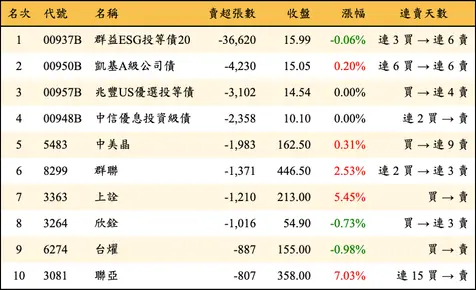 名次 代號 名稱 賣超張數 收盤 漲幅 連賣天數
1 00937B 群益ESG投等債20 -36,620 15.99 -0.06% 連 3 買 → 連 6 賣
2 00950B 凱基A級公司債 -4,230 15.05 0.20% 連 6 買 → 連 6 賣
3 00957B 兆豐US優選投等債 -3,102 14.54 0.00% 買 → 連 4 賣
4 00948B 中信優息投資級債 -2,358 10.10 0.00% 連 2 買 → 賣
5 5483 中美晶 -1,983 162.50 0.31% 買 → 連 9 賣
6 8299 群聯 -1,371 446.50 2.53% 連 2 買 → 連 3 賣
7 3363 上詮 -1,210 213.00 5.45% 買 → 賣
8 3264 欣銓 -1,016 54.90 -0.73% 買 → 連 3 賣
9 6274 台燿 -887 155.00 -0.98% 買 → 賣
10 3081 聯亞 -807 358.00 7.03% 連 15 買 → 賣